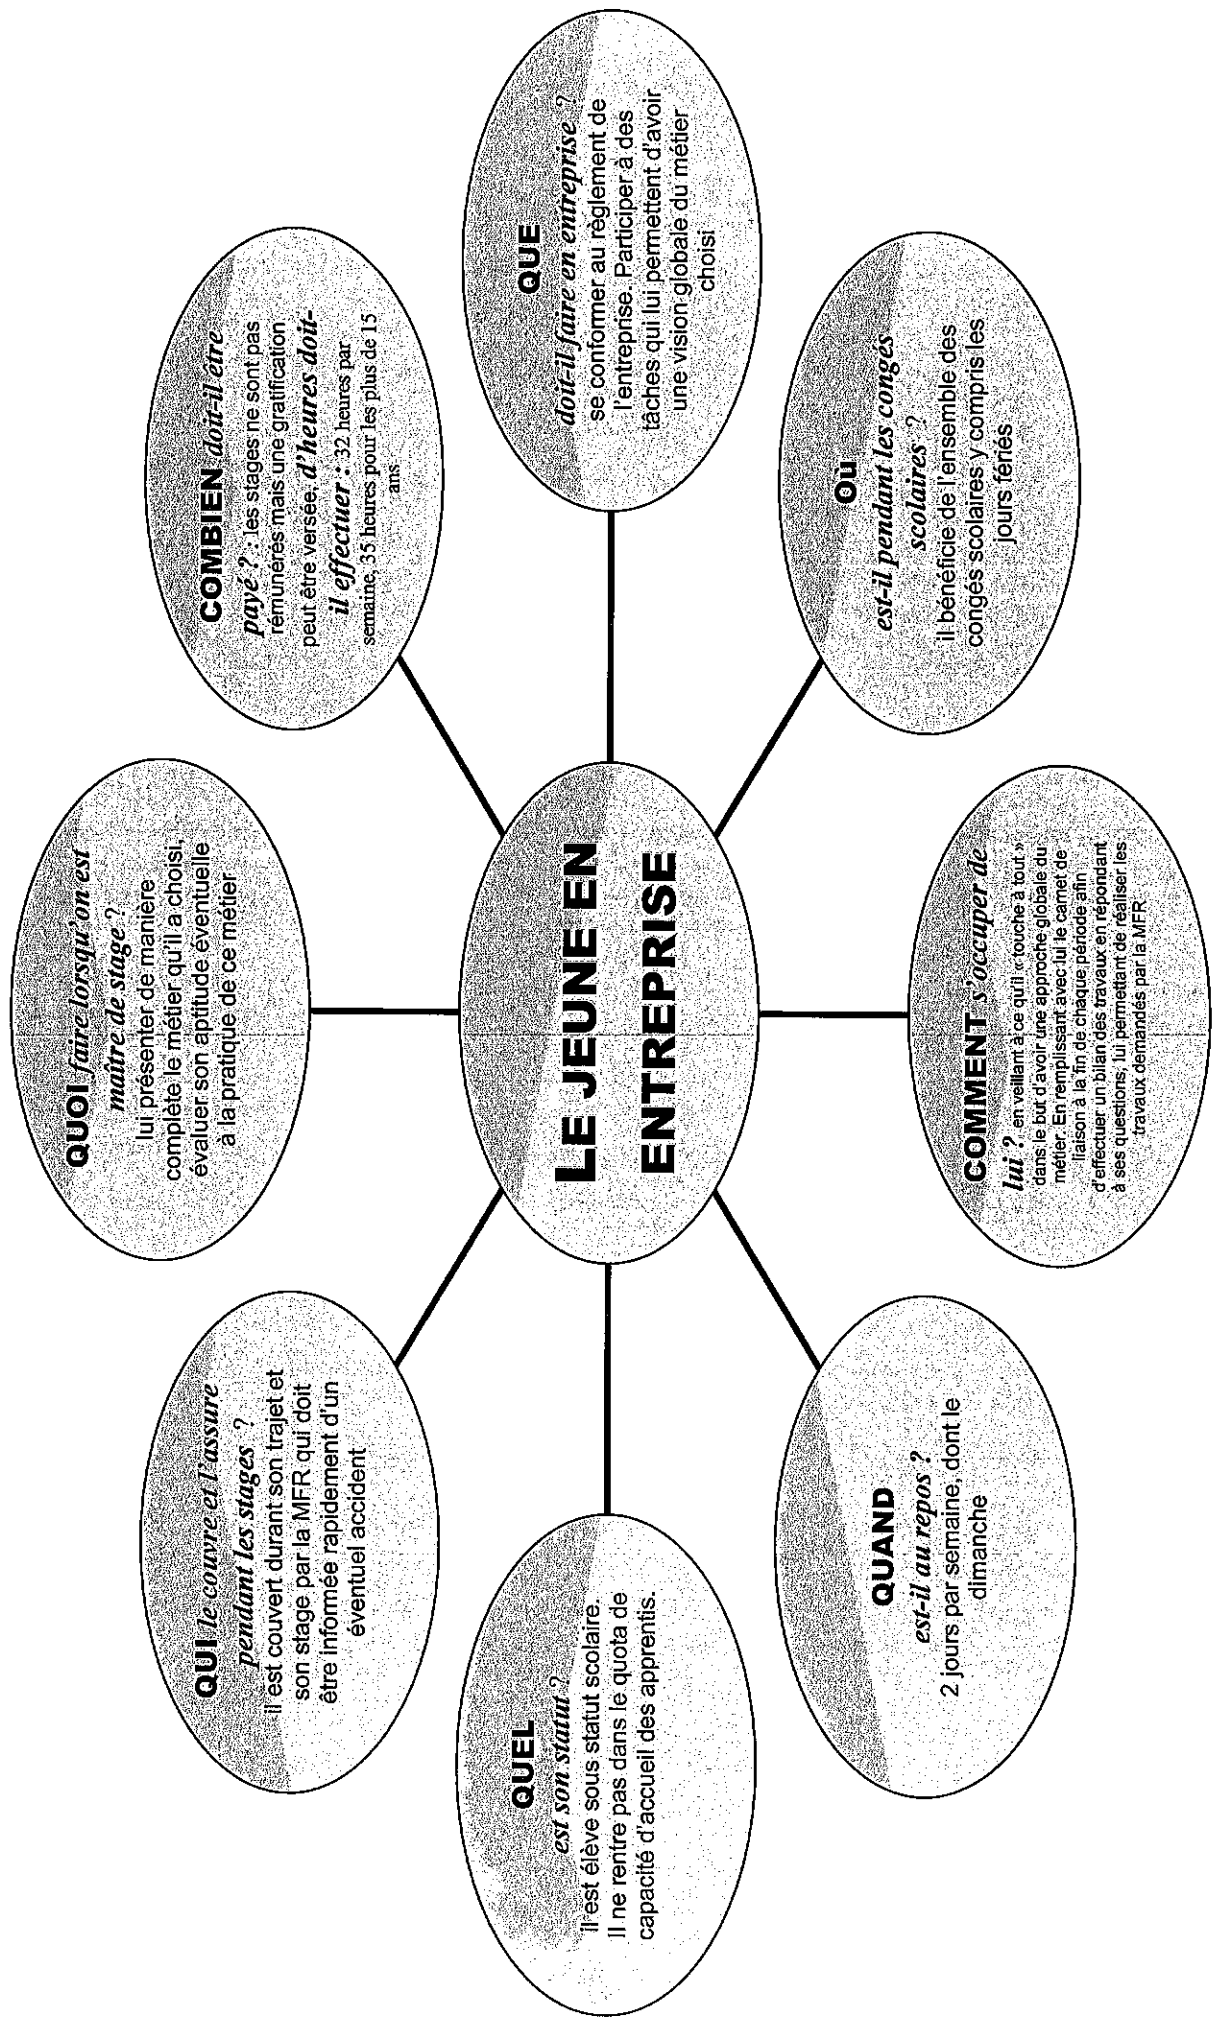 QUOI faire lorsqu'on est
maître de stage ?
lui présenter de manière
complète le métier qu'il a choisi,
évaluer son aptitude éventuelle
à la pratique de ce métier
COMBIEN doit-il être
payé ? : les stages ne sont pas
rémunérés mais une gratification
peut être versée, d'heures doit-
il effectuer : 32 heures par
semaine, 35 heures pour les plus de 15
ans
QUE
doit-il faire en entreprise ?
se conformer au règlement de
l'entreprise. Participer à des
tâches qui lui permettent d'avoir
une vision globale du métier
choisi
Où
est-il pendant les congés
scolaires ?
il bénéficie de l'ensemble des
congés scolaires y compris les
jours fériés
COMMENT s'occuper de
lui ? en veillant à ce qu'il « touche à tout »
dans le but d'avoir une approche globale du
métier. En remplissant avec lui le carnet de
liaison à la fin de chaque période afin
d'effectuer un bilan des travaux en répondant
à ses questions, lui permettant de réaliser les
travaux demandés par la MFR
QUAND
est-il au repos ?
2 jours par semaine, dont le
dimanche
QUEL
est son statut ?
il est élève sous statut scolaire.
Il ne rentre pas dans le quota de
capacité d'accueil des apprentis.
QUI le couvre et l'assure
pendant les stages ?
il est couvert durant son trajet et
son stage par la MFR qui doit
être informée rapidement d'un
éventuel accident
LE JEUNE EN
ENTREPRISE